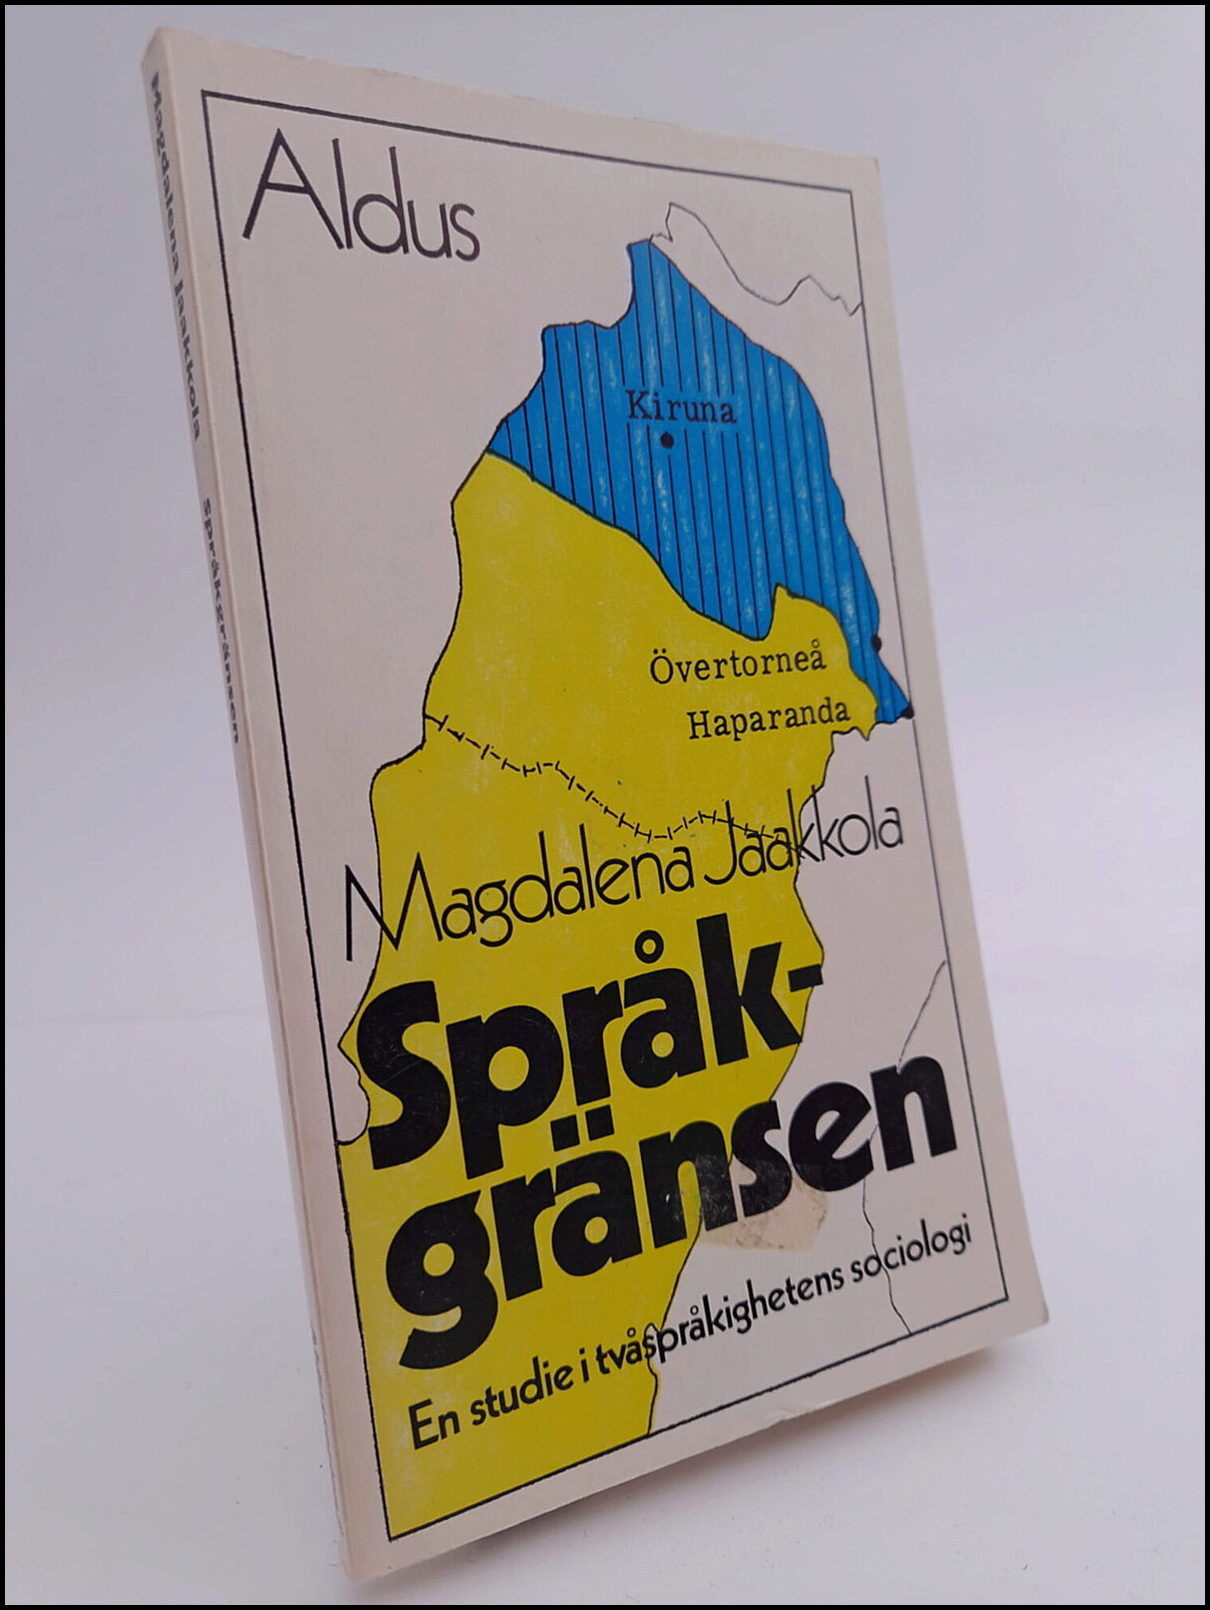 Aldus
Kiruna
Övertorneå
Haparanda
Magdalena Jaakkola
Språk-
gränsen
En studie i tvåspråkighetens sociologi
Magdalena Jaakkola Språkgränsen